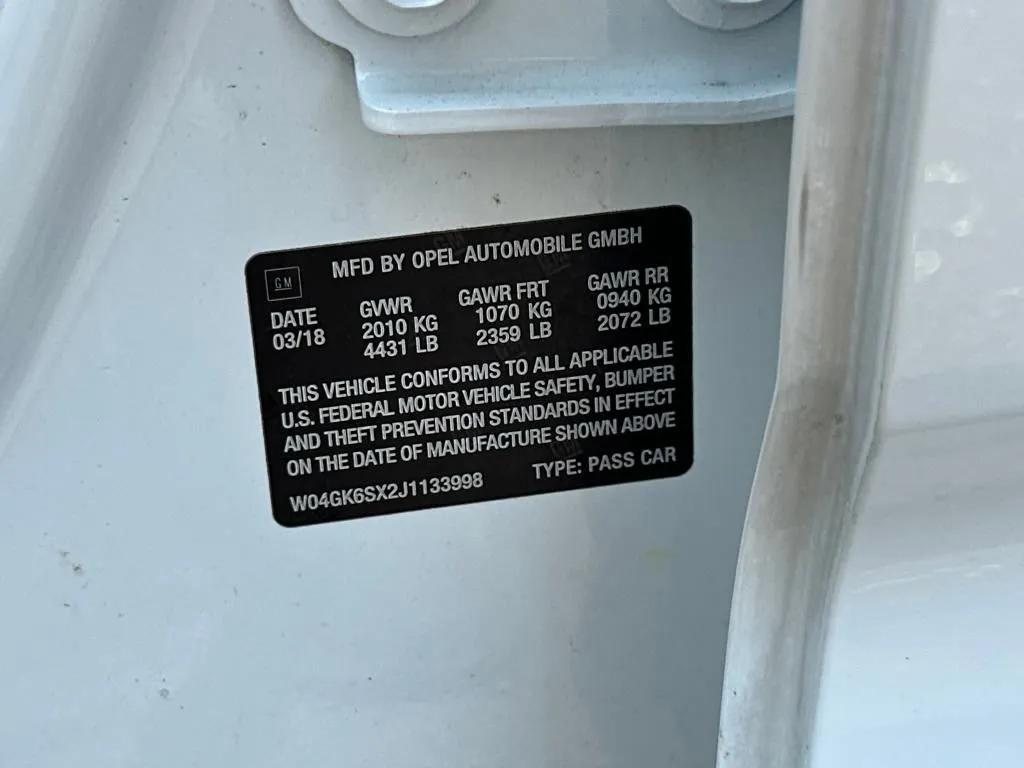 GM
MFD BY OPEL AUTOMOBILE GMBH
DATE GVWR GAWR FRT GAWR RR
03/18 2010 KG 1070 KG 0940 KG
4431 LB 2359 LB 2072 LB
THIS VEHICLE CONFORMS TO ALL APPLICABLE
U.S. FEDERAL MOTOR VEHICLE SAFETY, BUMPER
AND THEFT PREVENTION STANDARDS IN EFFECT
ON THE DATE OF MANUFACTURE SHOWN ABOVE
W04GK6SX2J1133998 TYPE: PASS CAR